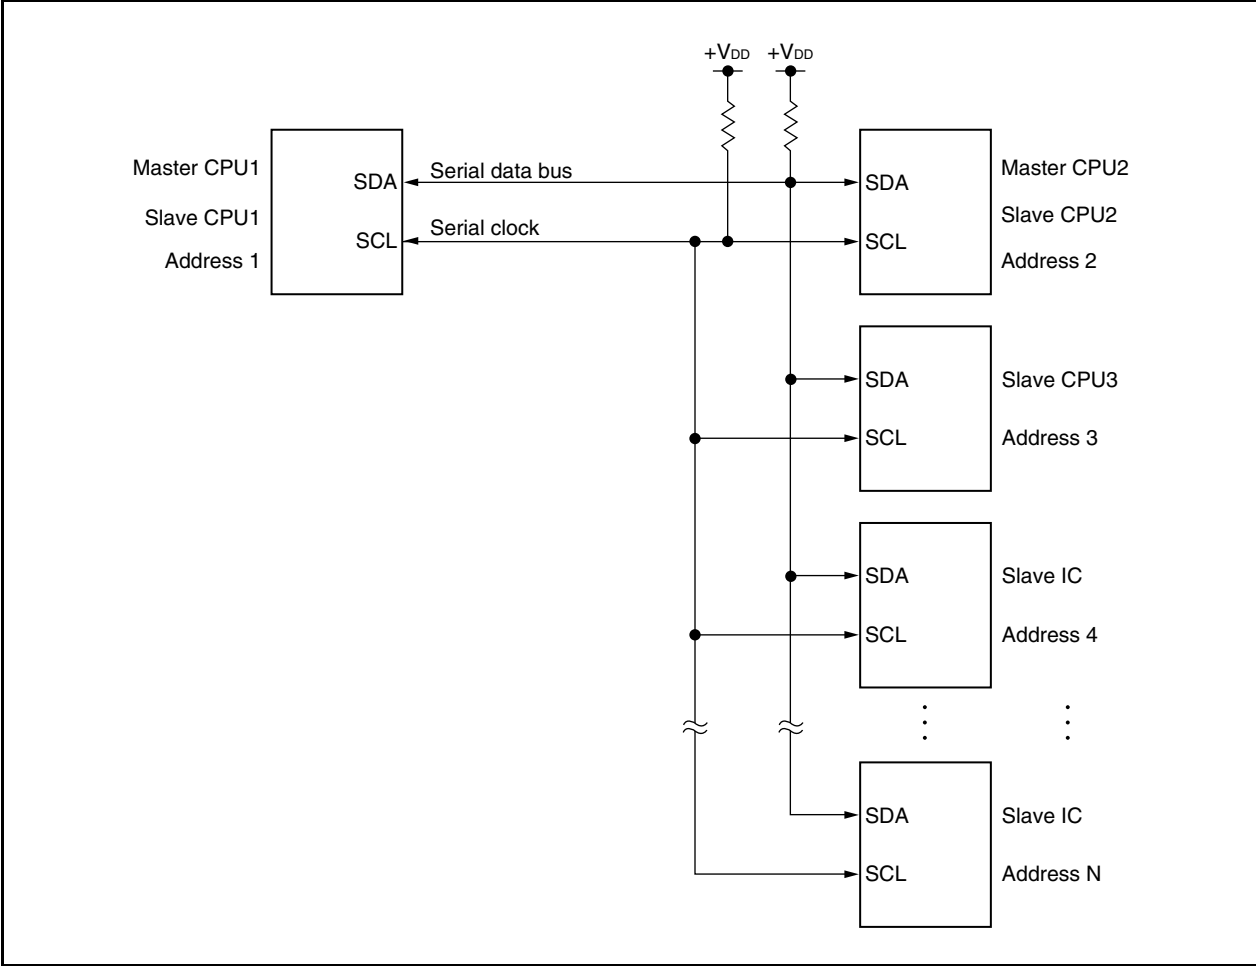 +VDD +VDD
Master CPU1
Slave CPU1
Address 1
SDA
SCL
Serial data bus
Serial clock
SDA
SCL
Master CPU2
Slave CPU2
Address 2
SDA
SCL
Slave CPU3
Address 3
SDA
SCL
Slave IC
Address 4
SDA
SCL
Slave IC
Address N